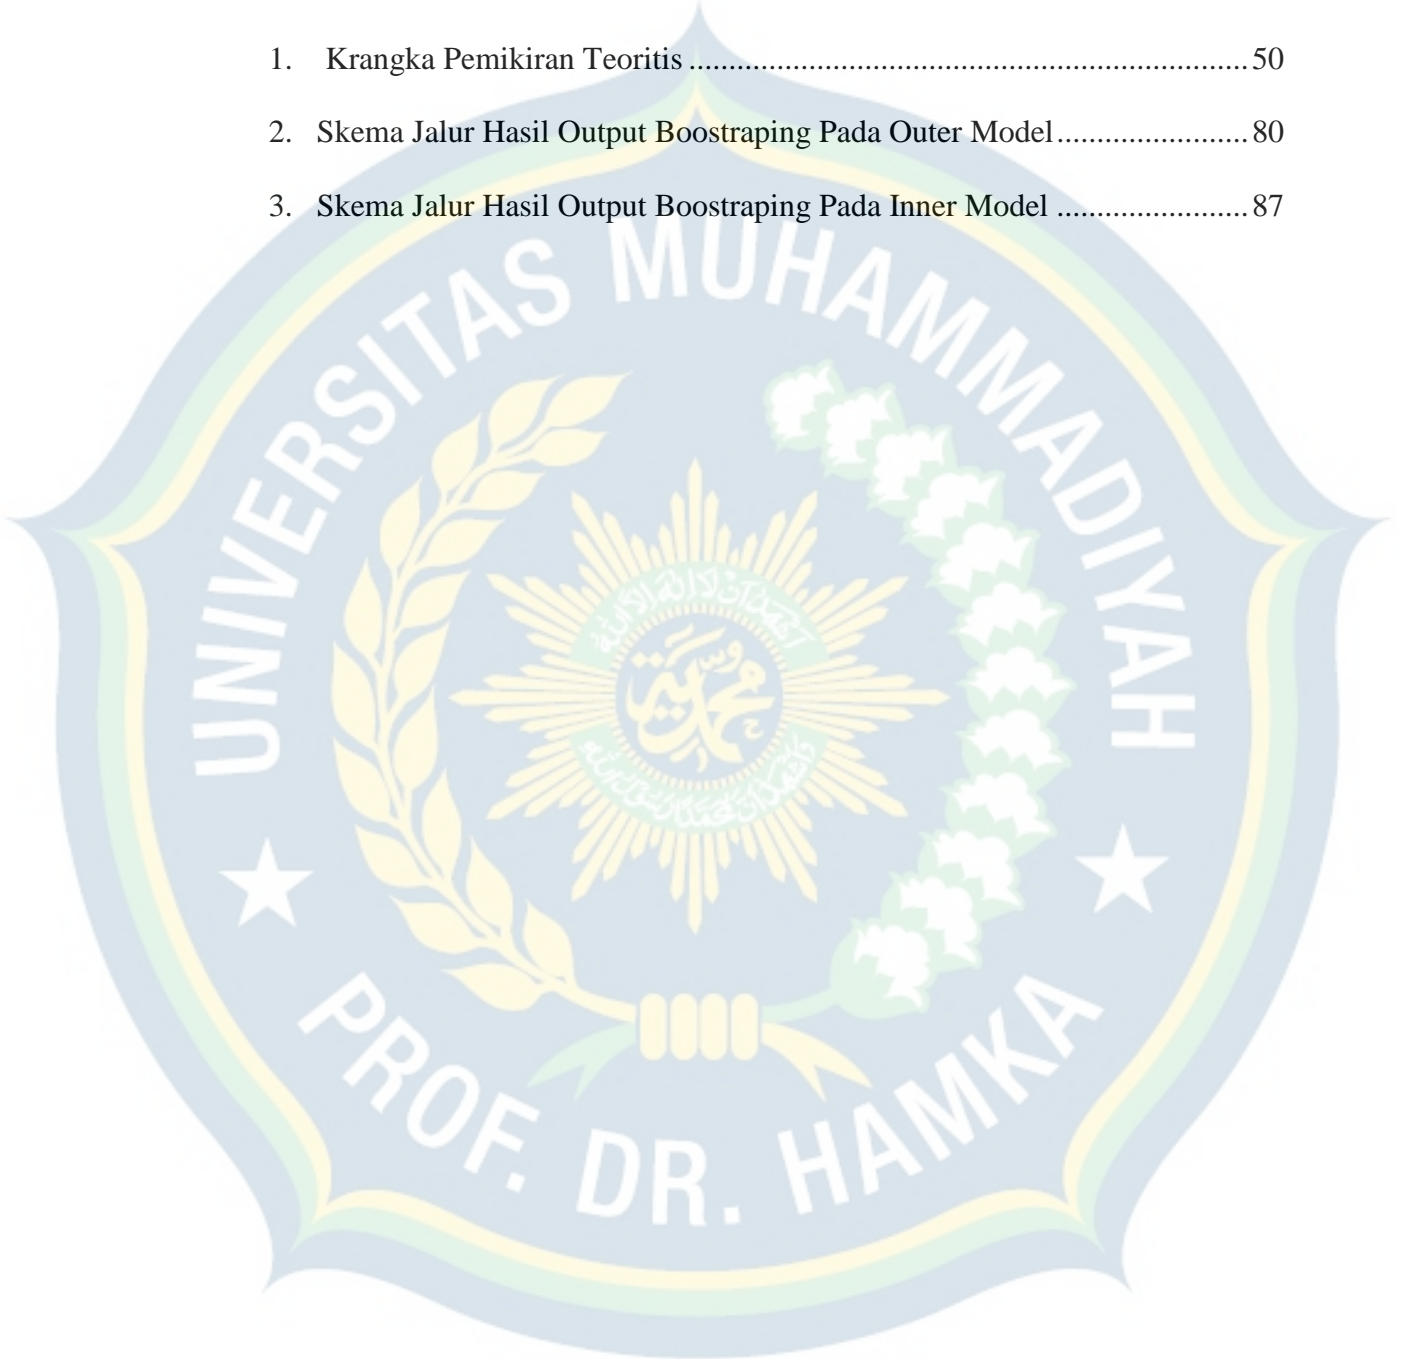 1. Krangka Pemikiran Teoritis ........................................................................ 50
2. Skema Jalur Hasil Output Boostraping Pada Outer Model ........................ 80
3. Skema Jalur Hasil Output Boostraping Pada Inner Model ........................ 87
UNIVERSITAS MUHAMMADIYAH
PROF. DR. HAMKA